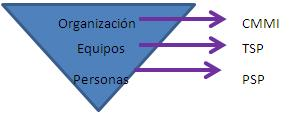 Organización CMMI
Equipos TSP
Personas PSP